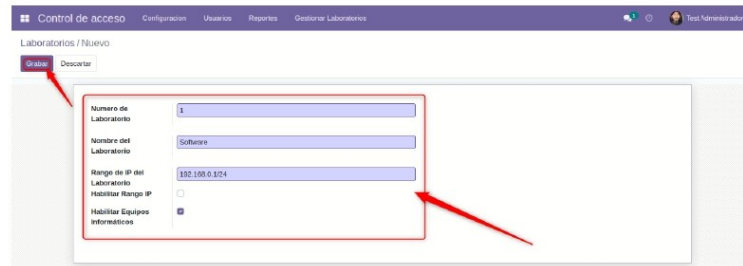 Control de acceso Configuracion Usuarios Reportes Gestionar Laboratorios 1 Test Administrador
Laboratorios / Nuevo
Grabar Descartar
Numero de
Laboratorio
1
Nombre del
Laboratorio
Software
Rango de IP del
Laboratorio
192.168.0.1/24
Habilitar Rango IP
Habilitar Equipos
Informáticos